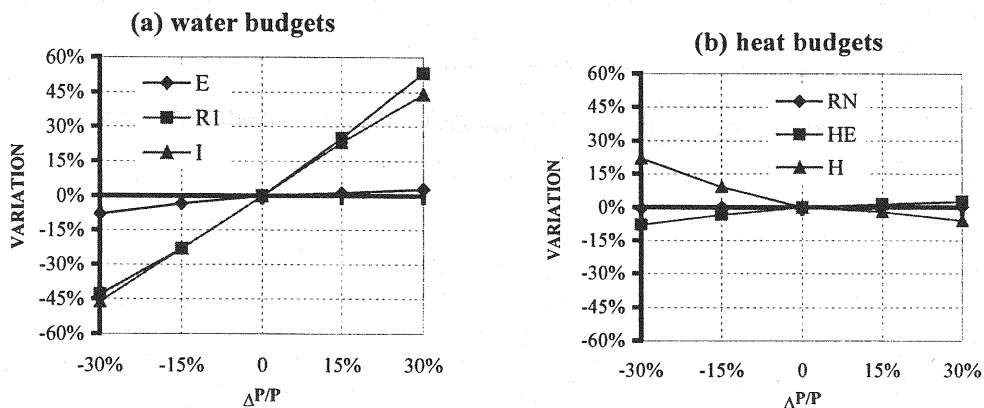 (a) water budgets
60%
45%
30%
15%
0%
-15%
-30%
-45%
-60%
VARIATION
E
R1
I
-30% -15% 0 15% 30%
ΔP/P
(b) heat budgets
60%
45%
30%
15%
0%
-15%
-30%
-45%
-60%
VARIATION
RN
HE
H
-30% -15% 0 15% 30%
ΔP/P